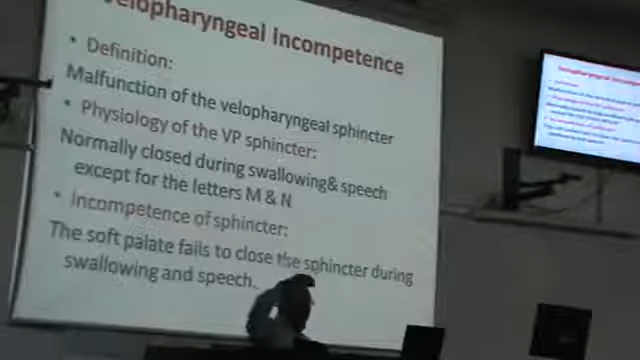 Velopharyngeal Incompetence
• Definition:
Malfunction of the velopharyngeal sphincter
• Physiology of the VP sphincter:
Normally closed during swallowing& speech
except for the letters M & N
• Incompetence of sphincter:
The soft palate fails to close the sphincter during
swallowing and speech.